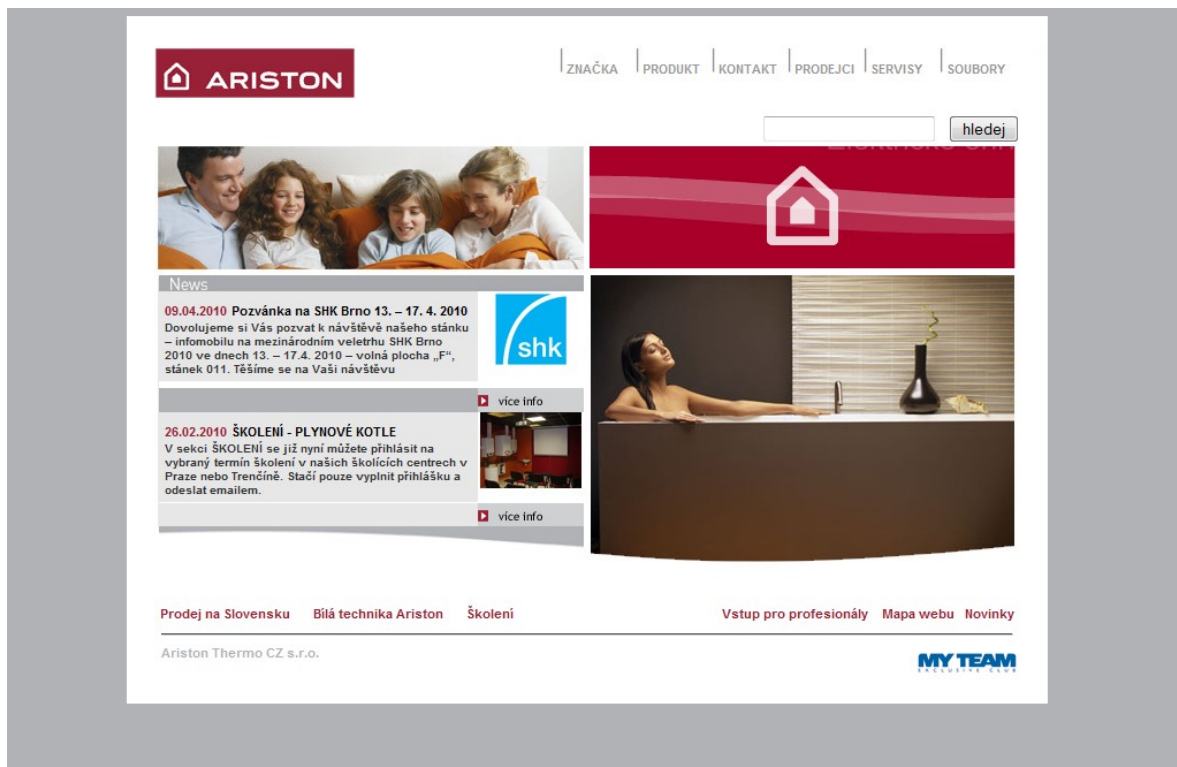 ARISTON
ZNAČKA PRODUKT KONTAKT PRODEJCI SERVISY SOUBORY
hledej
News
09.04.2010 Pozvánka na SHK Brno 13. – 17. 4. 2010
Dovolujeme si Vás pozvat k návštěvě našeho stánku
– infomobilu na mezinárodním veletrhu SHK Brno
2010 ve dnech 13. – 17.4. 2010 – volná plocha „F“,
stánek 011. Těšíme se na Vaši návštěvu
shk
více info
26.02.2010 ŠKOLENÍ - PLYNOVÉ KOTLE
V sekci ŠKOLENÍ se již nyní můžete přihlásit na
vybraný termín školení v našich školících centrech v
Praze nebo Trenčíně. Stačí pouze vyplnit přihlášku a
odeslat emailem.
více info
Prodej na Slovensku Bílá technika Ariston Školení
Vstup pro profesionály Mapa webu Novinky
Ariston Thermo CZ s.r.o.
MY TEAM
EXCLUSIVE CLUB